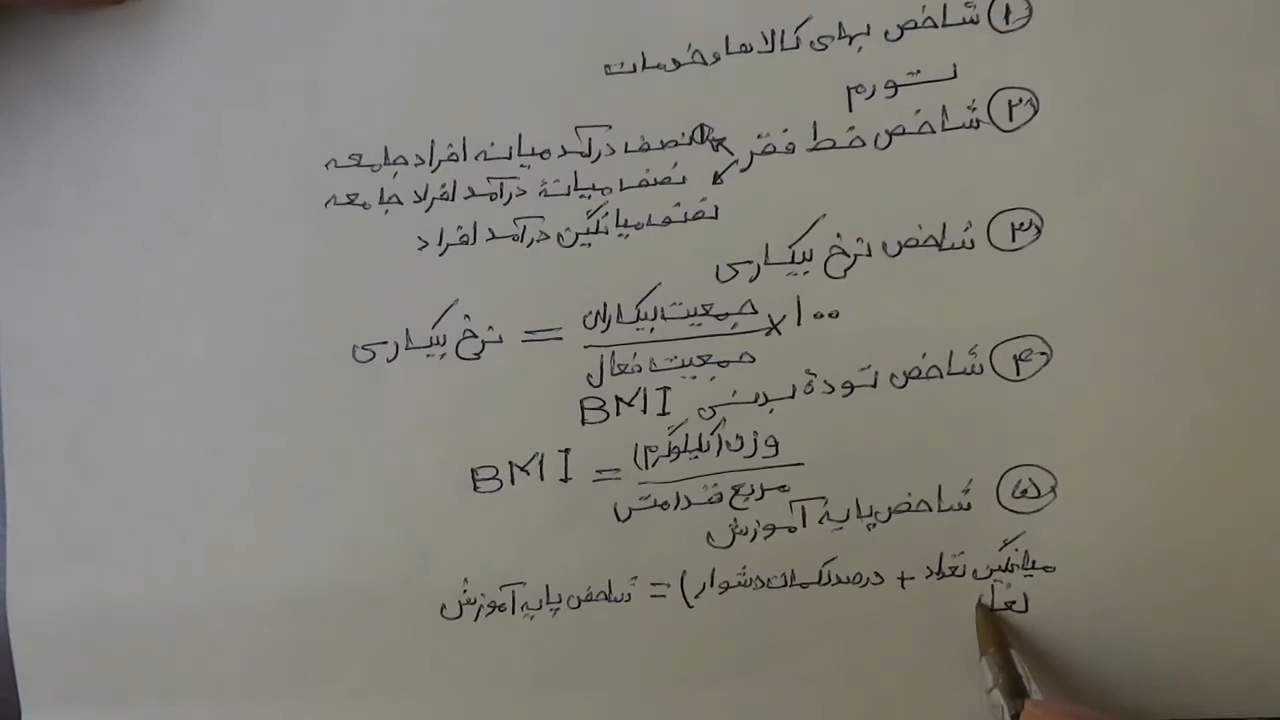 ۱ شاخص بهای کالاها و خدمات
تورم
۲ شاخص خط فقر
نصف درآمد میانه افراد جامعه
نصف میانهٔ درآمد افراد جامعه
نصف میانگین درآمد افراد
۳ شاخص نرخ بیکاری
نرخ بیکاری = جمعیت بیکاران
جمعیت فعال × ۱۰۰
۴ شاخص تودهٔ بدنی BMI
BMI = وزن (کیلوگرم)
مربع قد امتر
۵ شاخص پایهٔ آموزش
شاخص پایه آموزش = (درصد کلمات دشوار + میانگین تعداد